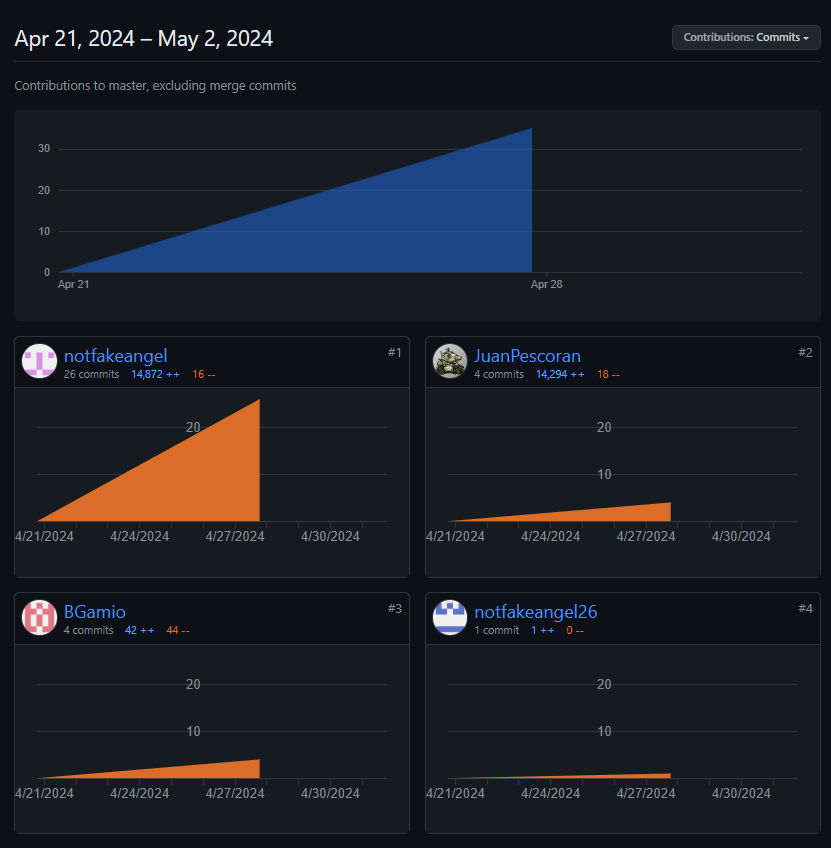 Apr 21, 2024 – May 2, 2024
Contributions: Commits
Contributions to master, excluding merge commits
30
20
10
0
Apr 21 Apr 28
notfakeangel #1
26 commits 14,872 ++ 16 --
20
4/21/2024 4/24/2024 4/27/2024 4/30/2024
JuanPescoran #2
4 commits 14,294 ++ 18 --
20
10
4/21/2024 4/24/2024 4/27/2024 4/30/2024
BGamio #3
4 commits 42 ++ 44 --
20
10
4/21/2024 4/24/2024 4/27/2024 4/30/2024
notfakeangel26 #4
1 commit 1 ++ 0 --
20
10
4/21/2024 4/24/2024 4/27/2024 4/30/2024